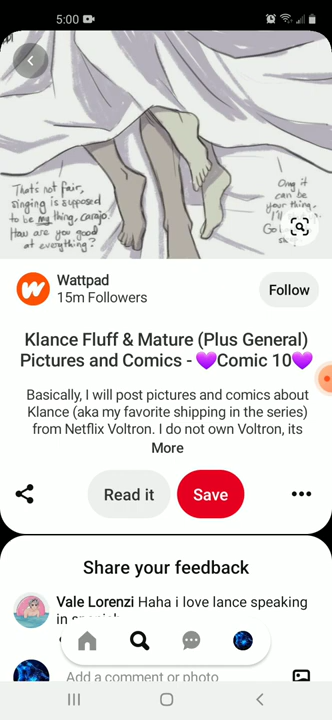 5:00
That's not fair,
singing is supposed
to be my thing, carajo.
How are you good
at everything?
Omg it
can be
your thing,
I'll
Go
Wattpad
15m Followers
Follow
Klance Fluff & Mature (Plus General)
Pictures and Comics - 💜Comic 10💜
Basically, I will post pictures and comics about
Klance (aka my favorite shipping in the series)
from Netflix Voltron. I do not own Voltron, its
More
Read it
Save
Share your feedback
Vale Lorenzi Haha i love lance speaking
in spanish
Add a comment or photo